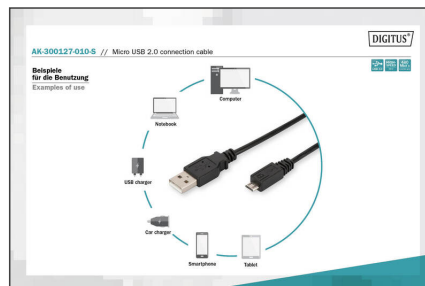 DIGITUS®
AK-300127-010-S // Micro USB 2.0 connection cable
Beispiele
für die Benutzung
Examples of use
Computer
Notebook
USB charger
Car charger
Smartphone
Tablet